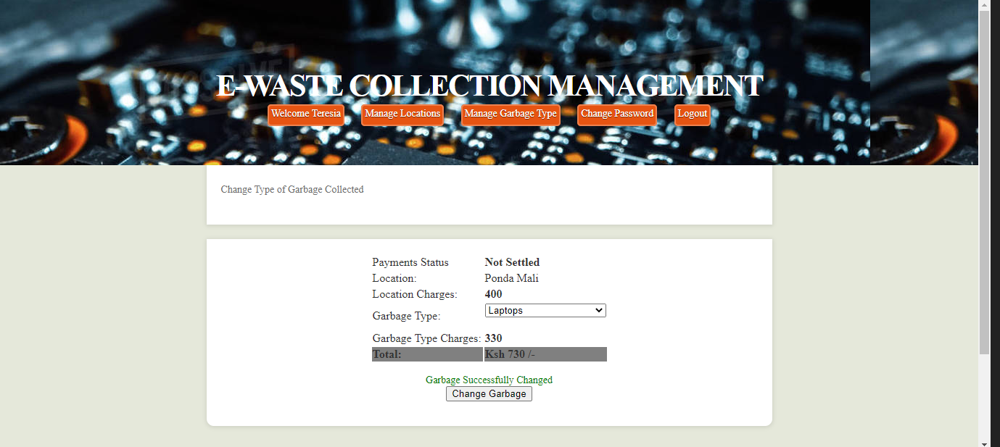 E-WASTE COLLECTION MANAGEMENT
Welcome Teresia Manage Locations Manage Garbage Type Change Password Logout
Change Type of Garbage Collected
Payments Status Not Settled
Location: Ponda Mali
Location Charges: 400
Garbage Type: Laptops
Garbage Type Charges: 330
Total: Ksh 730 /-
Garbage Successfully Changed
Change Garbage